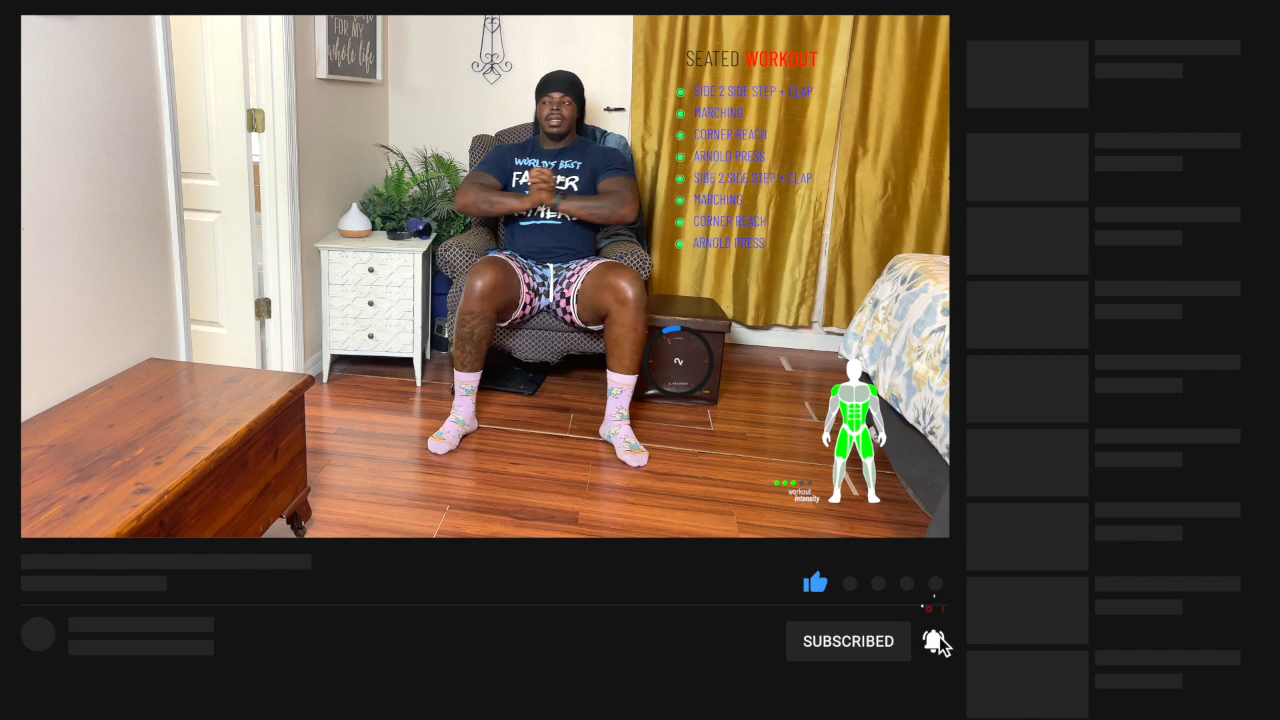 FOR MY
whole life
SEATED WORKOUT
SIDE 2 SIDE STEP + CLAP
MARCHING
CORNER REACH
ARNOLD PRESS
SIDE 2 SIDE STEP + CLAP
MARCHING
CORNER REACH
ARNOLD PRESS
WORLD'S BEST
2
workout
intensity
SUBSCRIBED